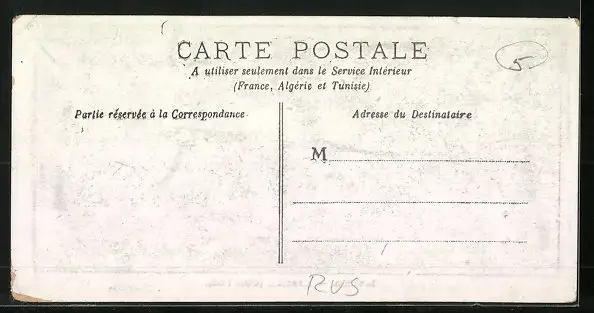 CARTE POSTALE
5
A utiliser seulement dans le Service Intérieur
(France, Algérie et Tunisie)
Partie réservée à la Correspondance
Adresse du Destinataire
M
RVS